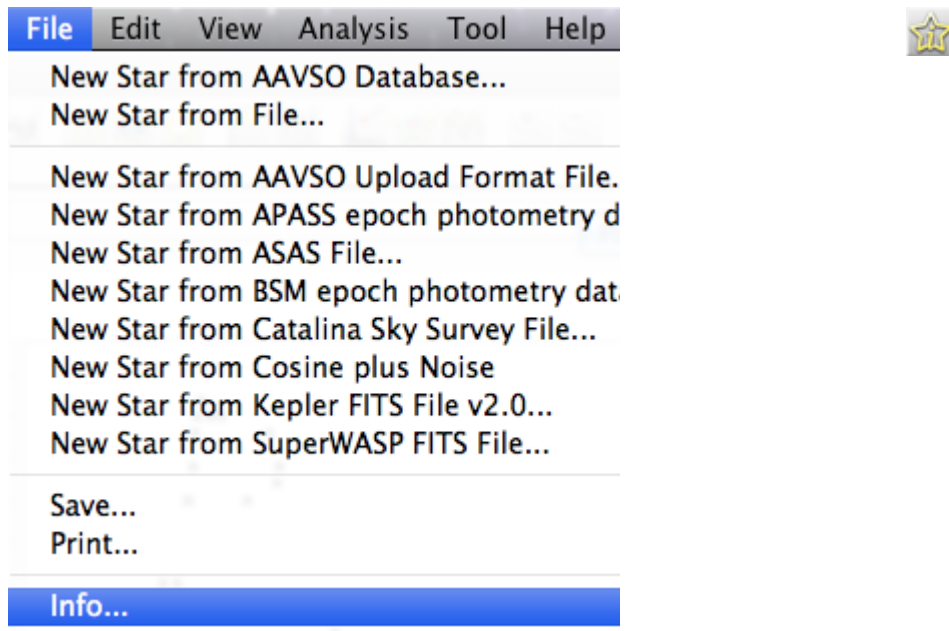 File Edit View Analysis Tool Help
New Star from AAVSO Database...
New Star from File...
New Star from AAVSO Upload Format File.
New Star from APASS epoch photometry d
New Star from ASAS File...
New Star from BSM epoch photometry dat
New Star from Catalina Sky Survey File...
New Star from Cosine plus Noise
New Star from Kepler FITS File v2.0...
New Star from SuperWASP FITS File...
Save...
Print...
Info...